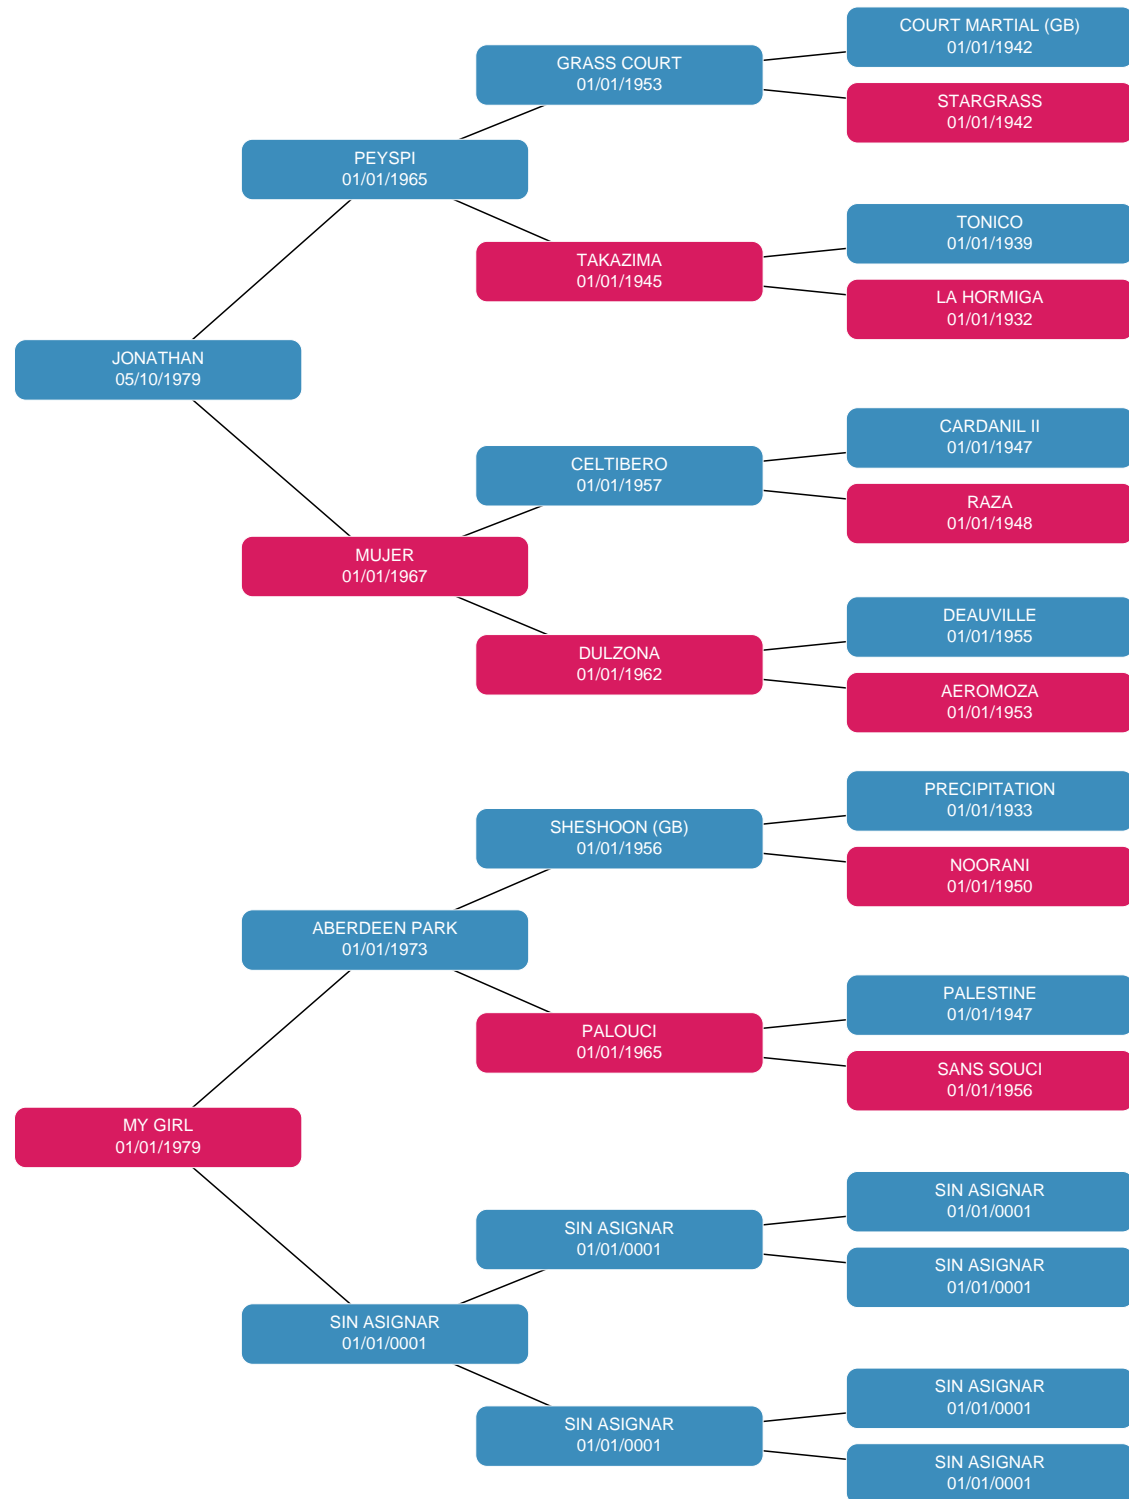 COURT MARTIAL (GB)
01/01/1942
GRASS COURT
01/01/1953
STARGRASS
01/01/1942
PEYSPI
01/01/1965
TONICO
01/01/1939
TAKAZIMA
01/01/1945
LA HORMIGA
01/01/1932
JONATHAN
05/10/1979
CARDANIL II
01/01/1947
CELTIBERO
01/01/1957
RAZA
01/01/1948
MUJER
01/01/1967
DEAUVILLE
01/01/1955
DULZONA
01/01/1962
AEROMOZA
01/01/1953
PRECIPITATION
01/01/1933
SHESHOON (GB)
01/01/1956
NOORANI
01/01/1950
ABERDEEN PARK
01/01/1973
PALESTINE
01/01/1947
PALOUCI
01/01/1965
SANS SOUCI
01/01/1956
MY GIRL
01/01/1979
SIN ASIGNAR
01/01/0001
SIN ASIGNAR
01/01/0001
SIN ASIGNAR
01/01/0001
SIN ASIGNAR
01/01/0001
SIN ASIGNAR
01/01/0001
SIN ASIGNAR
01/01/0001
SIN ASIGNAR
01/01/0001